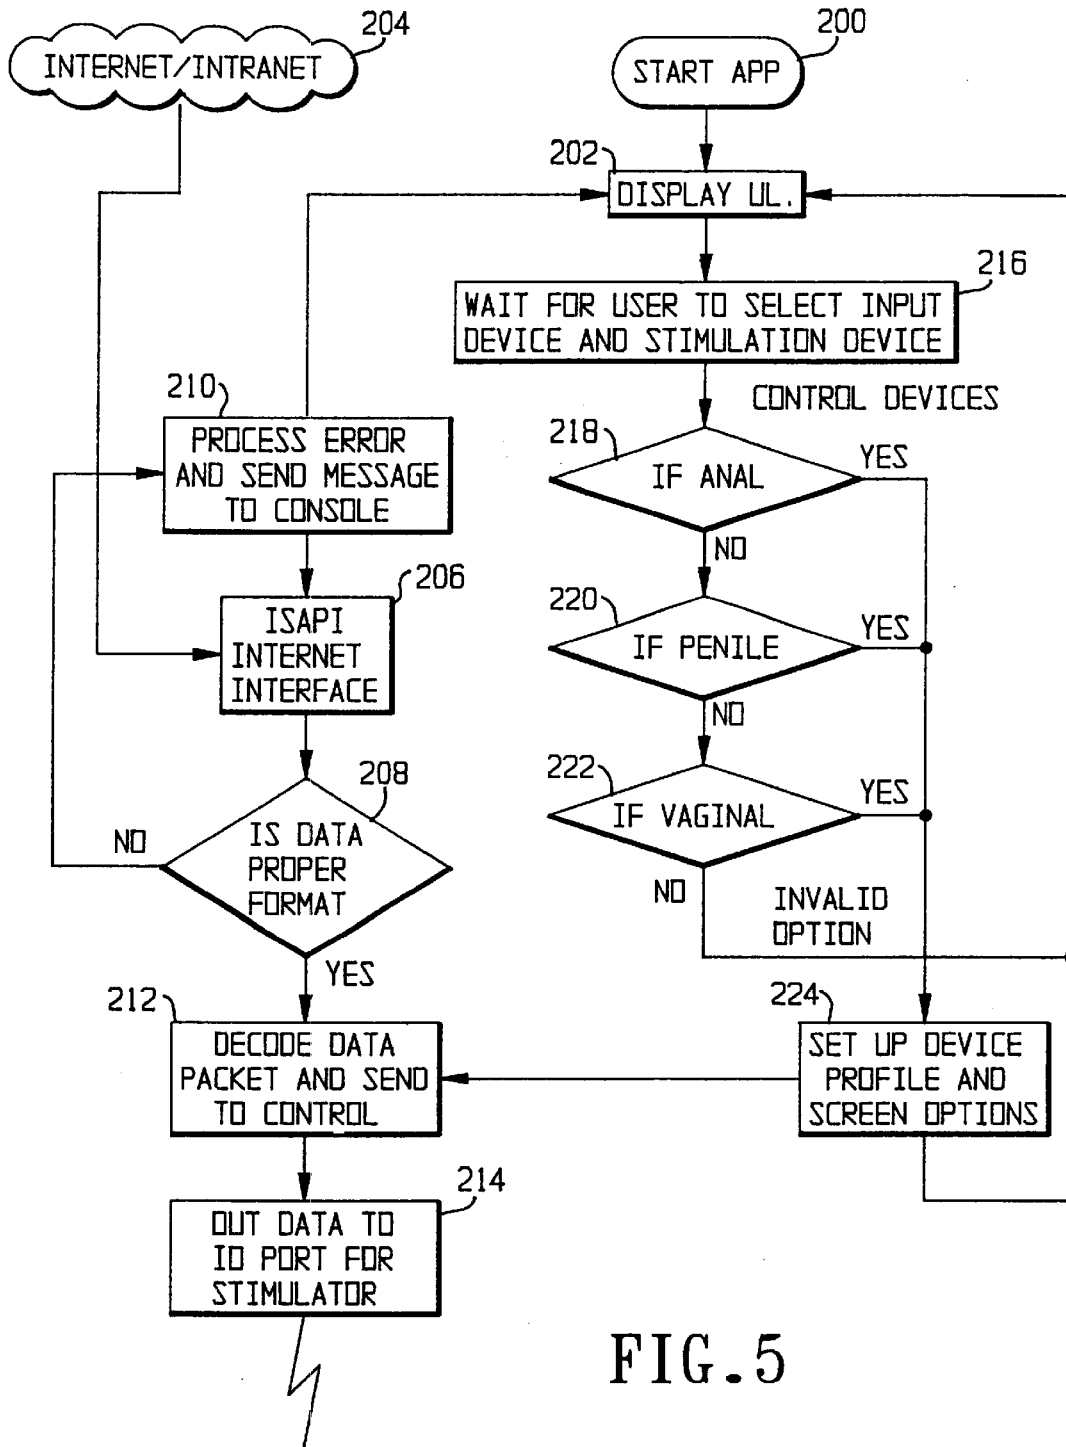 204
INTERNET/INTRANET
200
START APP
202
DISPLAY UL.
216
WAIT FOR USER TO SELECT INPUT
DEVICE AND STIMULATION DEVICE
CONTROL DEVICES
210
PROCESS ERROR
AND SEND MESSAGE
TO CONSOLE
218
IF ANAL
YES
NO
206
ISAPI
INTERNET
INTERFACE
220
IF PENILE
YES
NO
208
IS DATA
PROPER
FORMAT
NO
YES
222
IF VAGINAL
YES
NO
INVALID
OPTION
212
DECODE DATA
PACKET AND SEND
TO CONTROL
224
SET UP DEVICE
PROFILE AND
SCREEN OPTIONS
214
OUT DATA TO
IO PORT FOR
STIMULATOR
FIG.5